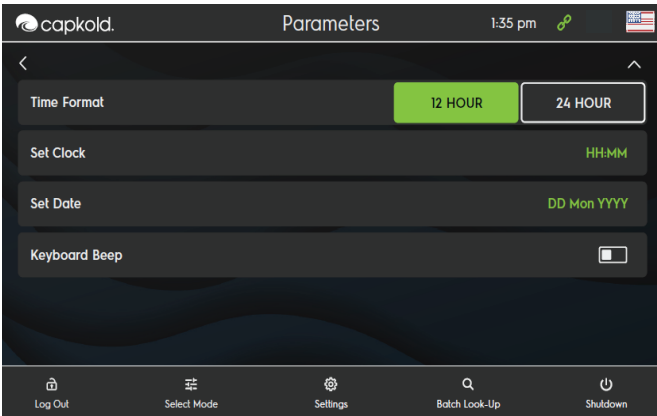 capkold.
Parameters
1:35 pm
Time Format
12 HOUR
24 HOUR
Set Clock
HH:MM
Set Date
DD Mon YYYY
Keyboard Beep
Log Out
Select Mode
Settings
Batch Look-Up
Shutdown